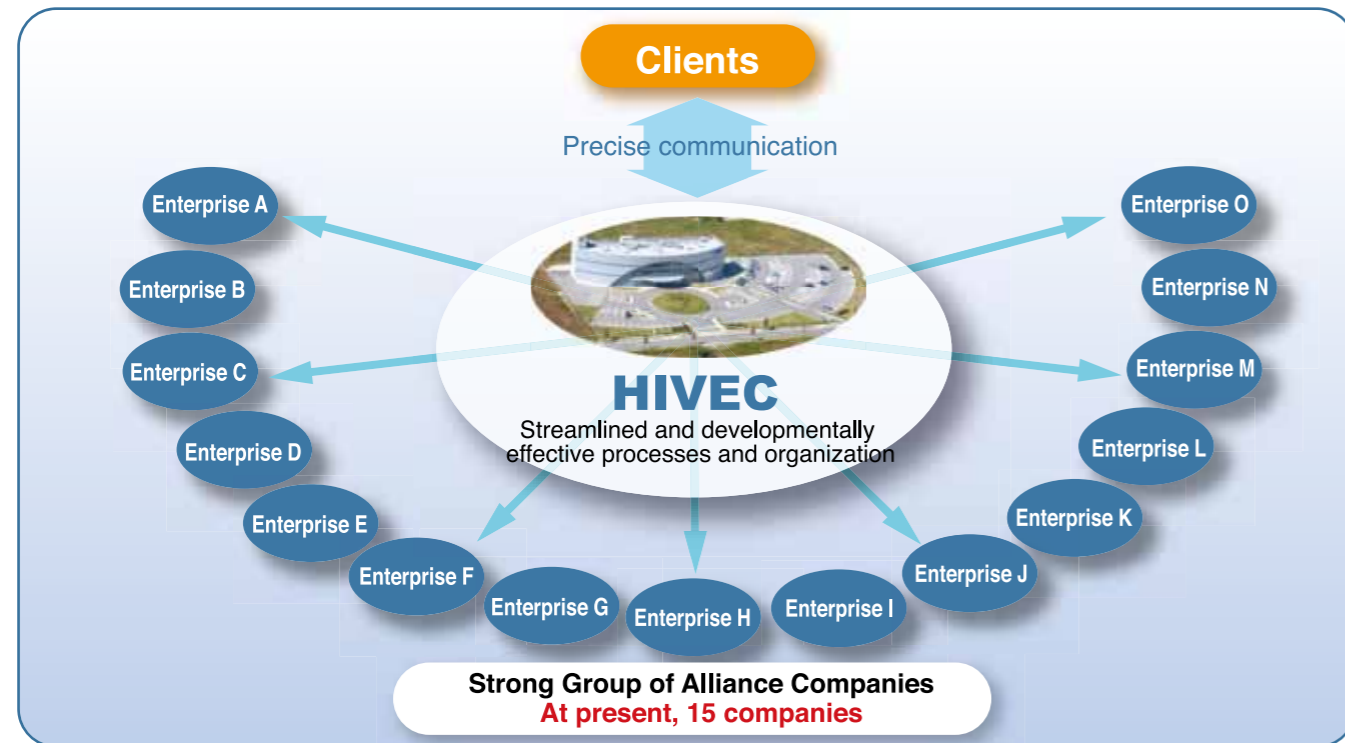 Clients
Precise communication
Enterprise A
Enterprise B
Enterprise C
Enterprise D
Enterprise E
Enterprise F
Enterprise G
Enterprise H
Enterprise I
Enterprise J
Enterprise K
Enterprise L
Enterprise M
Enterprise N
Enterprise O
HIVEC
Streamlined and developmentally
effective processes and organization
Strong Group of Alliance Companies
At present, 15 companies